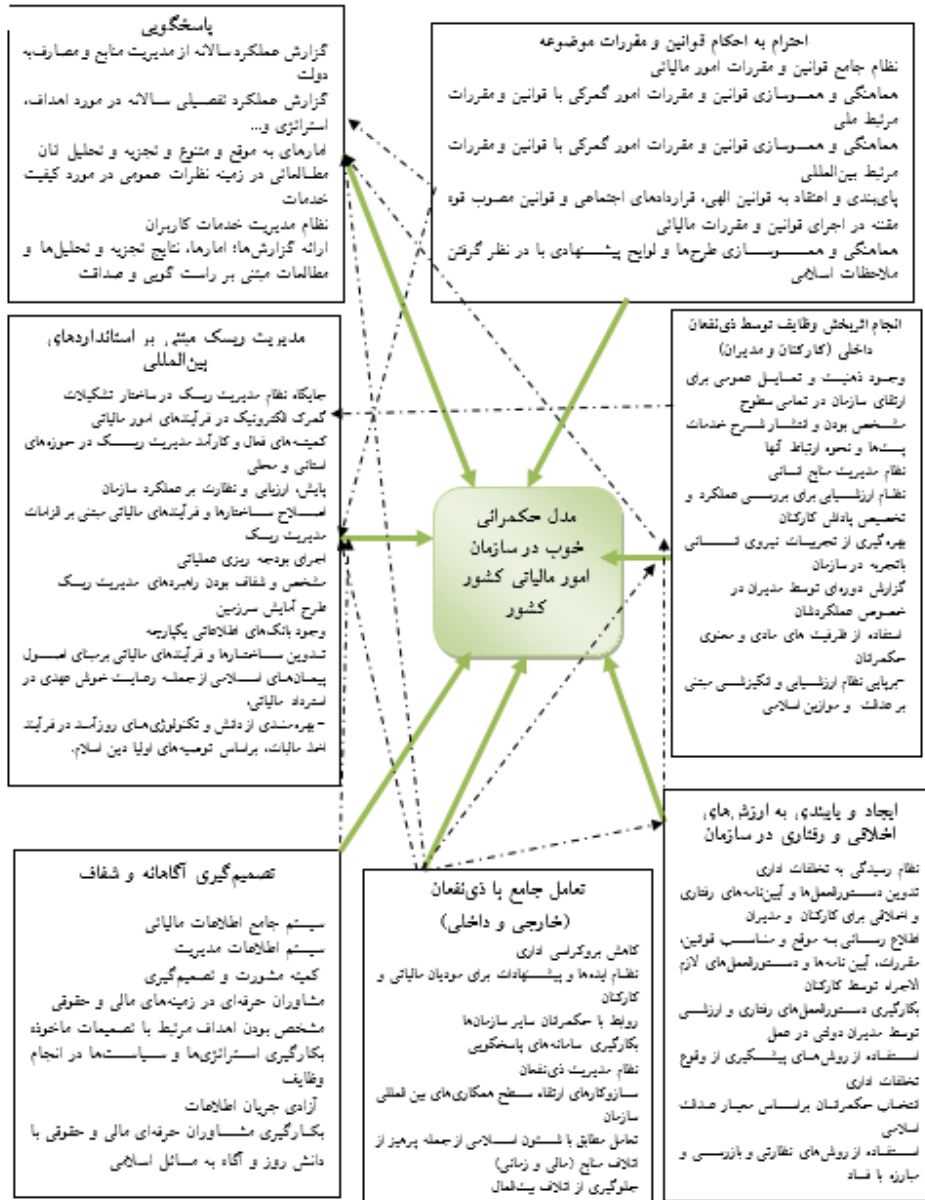 احترام به احکام قوانین و مقررات موضوعه
نظام جامع قوانین و مقررات امور مالیاتی
هماهنگی و همسوسازی قوانین و مقررات امور گمرکی با قوانین و مقررات
مرتبط ملی
هماهنگی و همسوسازی قوانین و مقررات امور گمرکی با قوانین و مقررات
مرتبط بین‌المللی
پای‌بندی و اعتقاد به قوانین الهی، قراردادهای اجتماعی و قوانین مصوب قوه
مقننه در اجرای قوانین و مقررات مالیاتی
هماهنگی و همسوسازی طرح‌ها و لوایح پیشنهادی با در نظر گرفتن
ملاحظات اسلامی
پاسخگویی
گزارش عملکرد سالانه از مدیریت منابع و مصارف‌به
دولت
گزارش عملکرد تفصیلی سالانه در مورد اهداف،
استراتژی و...
امارهای به موقع و متنوع و تجزیه و تحلیل انان
مطالعاتی در زمینه نظرات عمومی در مورد کیفیت
خدمات
نظام مدیریت خدمات کاربران
ارائه گزارش‌ها؛ امارها، نتایج تجزیه و تحلیل‌ها و
مطالعات مبتنی بر راست گویی و صداقت
انجام اثربخش وظایف توسط ذی‌نفعان
داخلی (کارکنان و مدیران)
وجود ذهنیت و تمایل عمومی برای
ارتقای سازمان در تمامی سطوح
مشخص بودن و انتشار شرح خدمات
پست‌ها و نحوه ارتباط آنها
نظام مدیریت منابع انسانی
نظام ارزشیابی برای بررسی عملکرد و
تخصیص پاداش کارکنان
بهره‌گیری از تجربیات نیروی انسانی
باتجربه در سازمان
گزارش دوره‌ای توسط مدیران در
خصوص عملکردشان
استفاده از ظرفیت های مادی و معنوی
حکمرانان
-برپایی نظام ارزشیابی و انگیزشی مبتنی
بر عدالت و موازین اسلامی
مدل حکمرانی
خوب در سازمان
امور مالیاتی کشور
کشور
مدیریت ریسک مبتنی بر استانداردهای
بین‌المللی
جایگاه نظام مدیریت ریسک در ساختار تشکیلات
گمرک الکترونیک در فرآیندهای امور مالیاتی
کمیته‌های فعال و کارآمد مدیریت ریسک در حوزه‌های
استانی و محلی
پایش، ارزیابی و نظارت بر عملکرد سازمان
اصلاح ساختارها و فرآیندهای مالیاتی مبتنی بر الزامات
مدیریت ریسک
اجرای بودجه ریزی عملیاتی
مشخص و شفاف بودن راهبردهای مدیریت ریسک
طرح آمایش سرزمین
وجود بانک‌های اطلاعاتی یکپارچه
تدوین ساختارها و فرآیندهای مالیاتی برمبنای اصول
پیمان‌های اسلامی از جمله رضایت خوش عهدی در
استرداد مالیاتی؛
-بهره‌مندی از دانش و تکنولوژی‌های روزآمد در فرآیند
اخذ مالیات، براساس توصیه‌های اولیا دین اسلام.
ایجاد و پایبندی به ارزش‌های
اخلاقی و رفتاری در سازمان
نظام رسیدگی به تخلفات اداری
تدوین دستورالعمل‌ها و آیین‌نامه‌های رفتاری
و اخلاقی برای کارکنان و مدیران
اطلاع رسانی به موقع و مناسب قوانین،
مقررات، آیین نامه‌ها و دستورالعمل‌های لازم
الاجراء توسط کارکنان
بکارگیری دستورالعمل‌های رفتاری و ارزشی
توسط مدیران دولتی در عمل
استفاده از روش‌های پیشگیری از وقوع
تخلفات اداری
انتخاب حکمرانان براساس معیار عدالت
اسلامی
استفاده از روش‌های نظارتی و بازرسی و
مبارزه با فساد
تعامل جامع با ذی‌نفعان
(خارجی و داخلی)
کاهش بروکراسی اداری
نظام ایده‌ها و پیشنهادات برای مودیان مالیاتی و
کارکنان
روابط با حکمرانان سایر سازمان‌ها
بکارگیری سامانه‌های پاسخگویی
نظام مدیریت ذی‌نفعان
سازوکارهای ارتقاء سطح همکاری‌های بین المللی
سازمان
تعامل مطابق با شئون اسلامی از جمله پرهیز از
اتلاف منابع (مالی و زمانی)
جلوگیری از اتلاف بیت‌المال
تصمیم‌گیری آگاهانه و شفاف
سیستم جامع اطلاعات مالیاتی
سیستم اطلاعات مدیریت
کمیته مشورت و تصمیم‌گیری
مشاوران حرفه‌ای در زمینه‌های مالی و حقوقی
مشخص بودن اهداف مرتبط با تصمیمات ماخوذه
بکارگیری استراتژی‌ها و سیاست‌ها در انجام
وظایف
آزادی جریان اطلاعات
بکارگیری مشاوران حرفه‌ای مالی و حقوقی با
دانش روز و آگاه به مسائل اسلامی